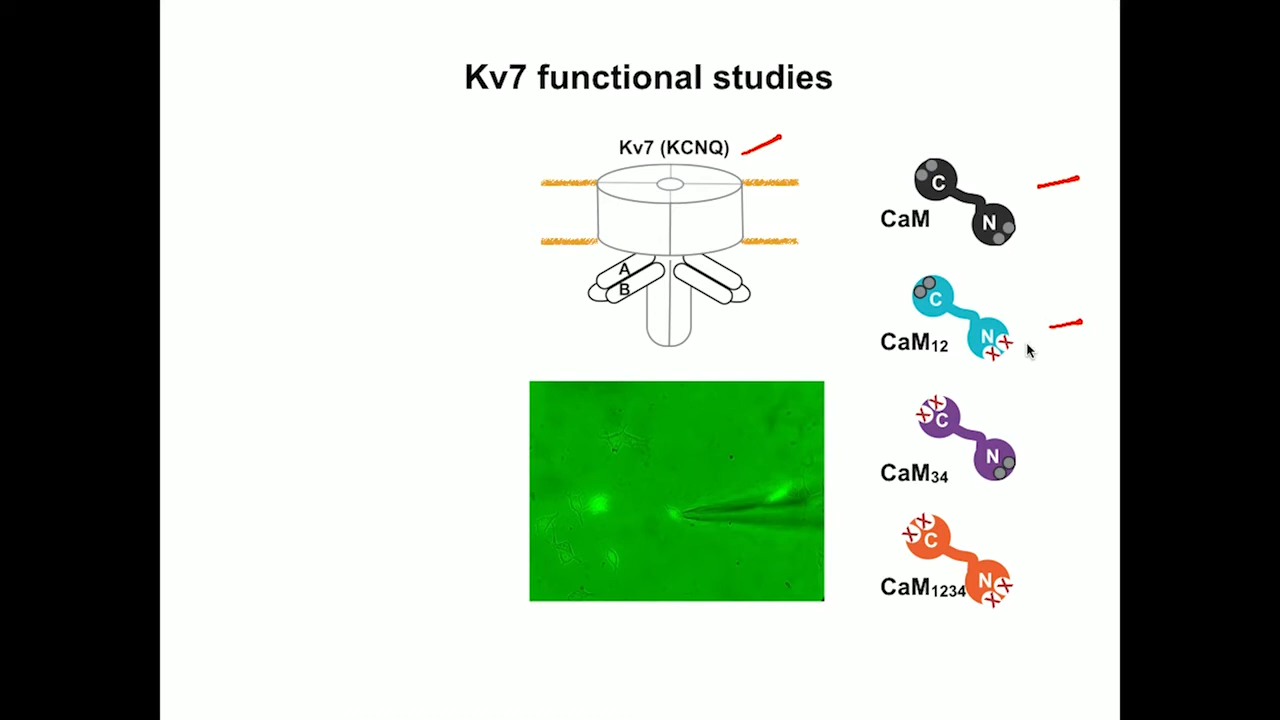 Kv7 functional studies
Kv7 (KCNQ)
A
B
C
N
CaM
C
N
CaM12
C
N
CaM34
C
N
CaM1234